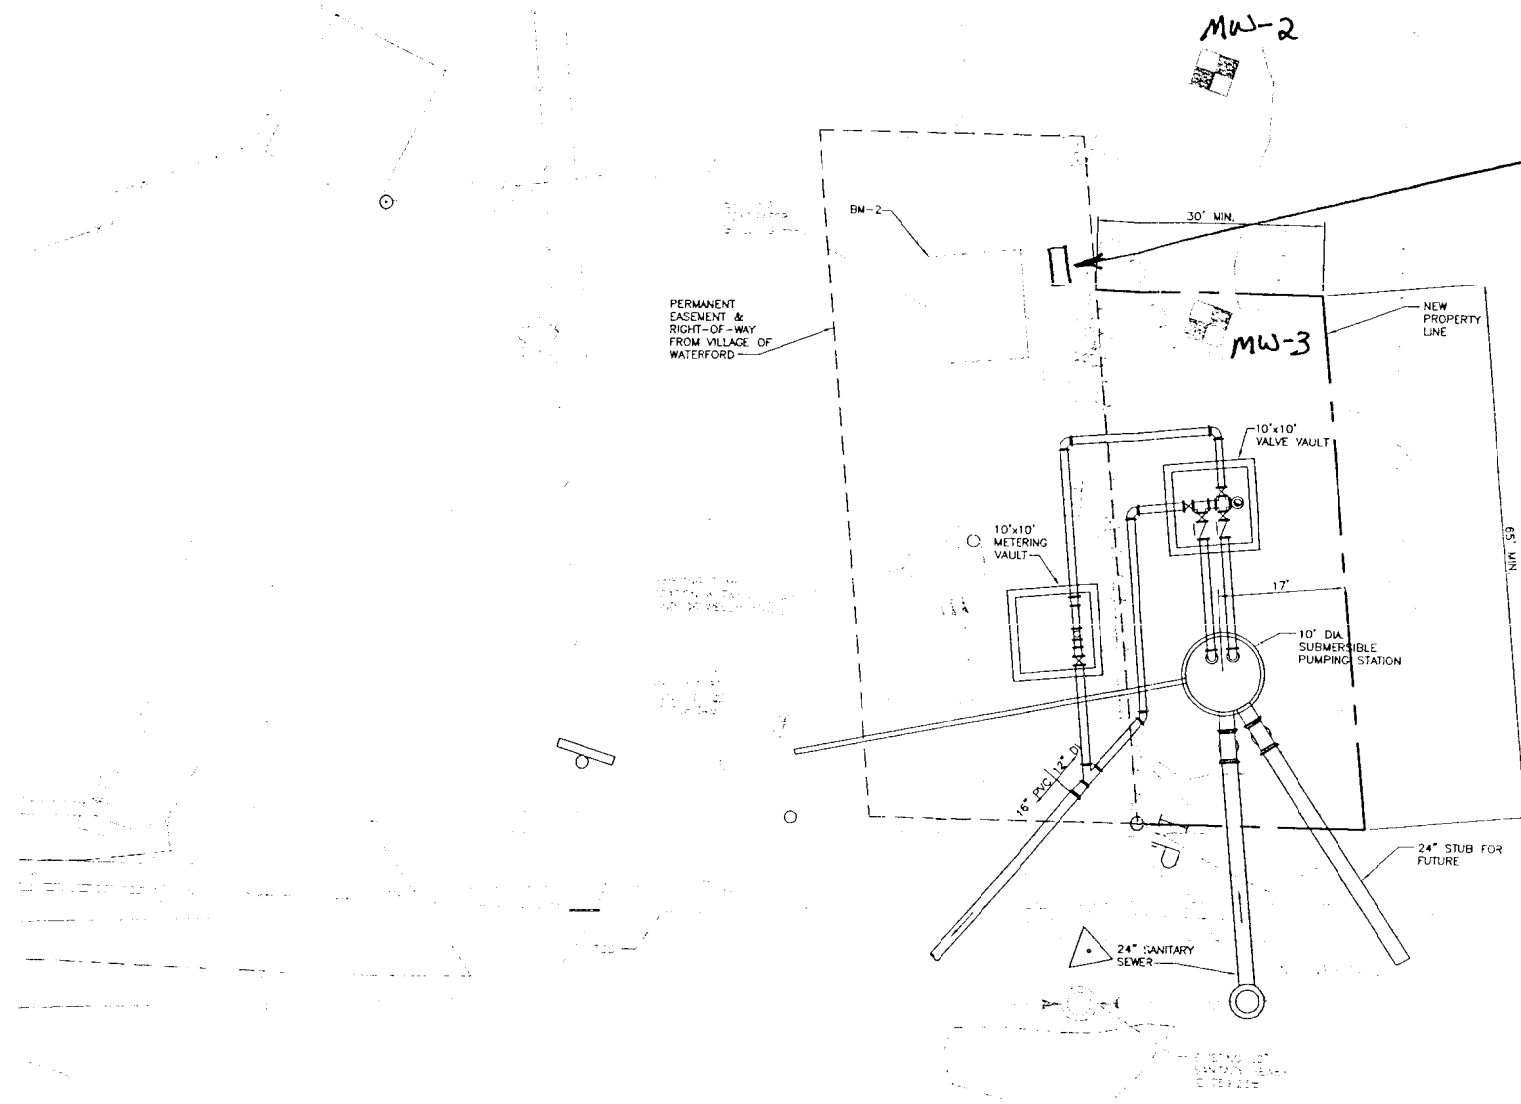 MW-2
BM-2
30' MIN.
PERMANENT
EASEMENT &
RIGHT-OF-WAY
FROM VILLAGE OF
WATERFORD
NEW
PROPERTY
LINE
MW-3
10'x10'
VALVE VAULT
10'x10'
METERING
VAULT
65' MIN.
17'
10' DIA.
SUBMERSIBLE
PUMPING STATION
16" PVC
12" DI
24" STUB FOR
FUTURE
24" SANITARY
SEWER